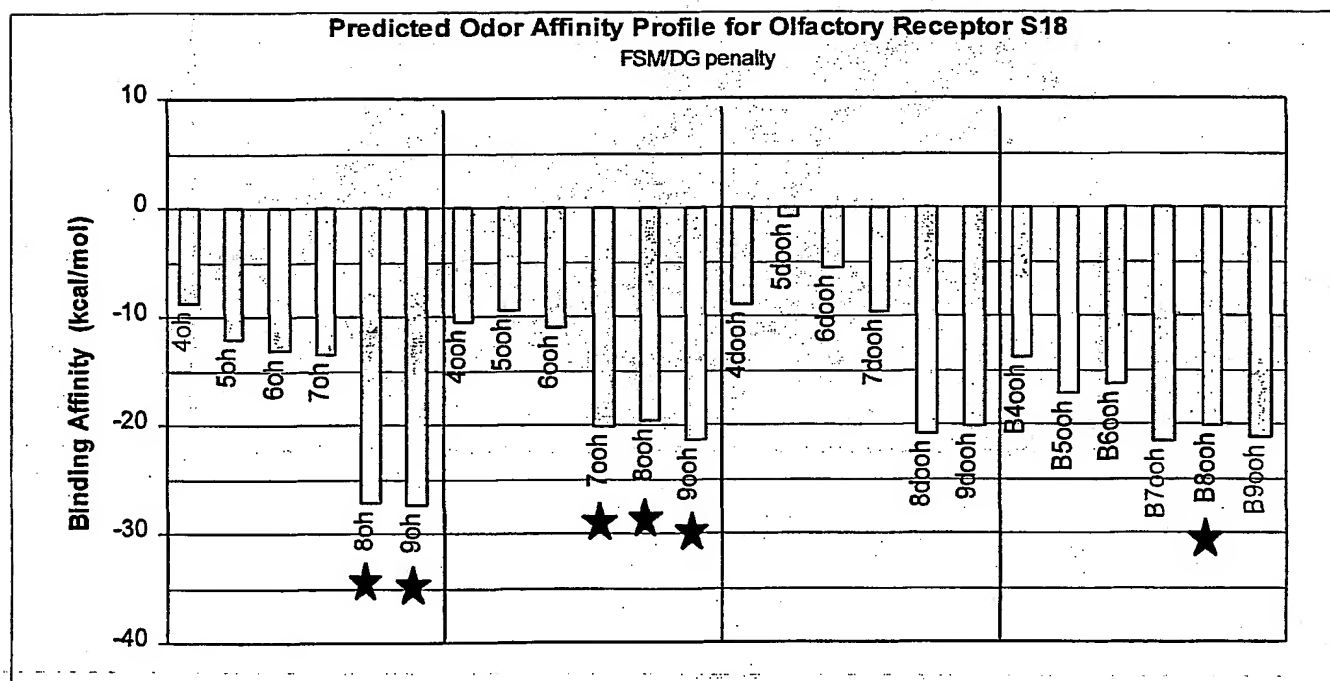 Predicted Odor Affinity Profile for Olfactory Receptor S18
FSM/DG penalty
Binding Affinity (kcal/mol)
10
0
-10
-20
-30
-40
4oh
5oh
6oh
7oh
8oh
9oh
4ooh
5ooh
6ooh
7ooh
8ooh
9ooh
4dooh
5dooh
6dooh
7dooh
8dooh
9dooh
B4ooh
B5ooh
B6ooh
B7ooh
B8ooh
B9ooh